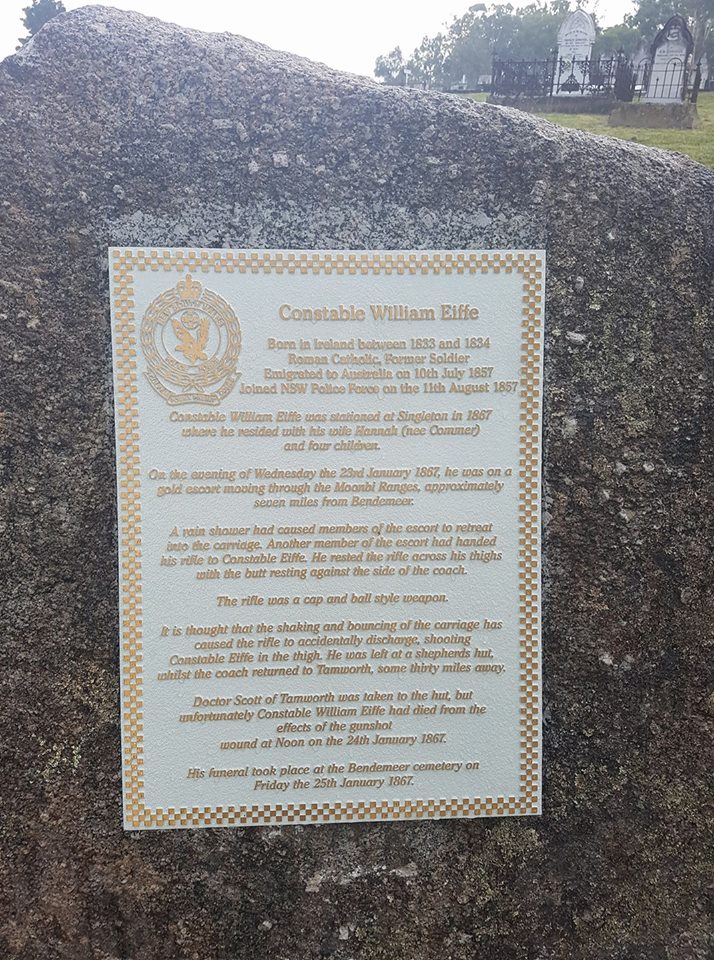 Constable William Eiffe
Born in Ireland between 1833 and 1834
Roman Catholic, Former Soldier
Emigrated to Australia on 10th July 1857
Joined NSW Police Force on the 11th August 1857
Constable William Eiffe was stationed at Singleton in 1867
where he resided with his wife Hannah (nee Commer)
and four children.
On the evening of Wednesday the 23rd January 1867, he was on a
gold escort moving through the Moonbi Ranges, approximately
seven miles from Bendemeer.
A rain shower had caused members of the escort to retreat
into the carriage. Another member of the escort had handed
his rifle to Constable Eiffe. He rested the rifle across his thighs
with the butt resting against the side of the coach.
The rifle was a cap and ball style weapon.
It is thought that the shaking and bouncing of the carriage has
caused the rifle to accidentally discharge, shooting
Constable Eiffe in the thigh. He was left at a shepherds hut,
whilst the coach returned to Tamworth, some thirty miles away.
Doctor Scott of Tamworth was taken to the hut, but
unfortunately Constable William Eiffe had died from the
effects of the gunshot
wound at Noon on the 24th January 1867.
His funeral took place at the Bendemeer cemetery on
Friday the 25th January 1867.